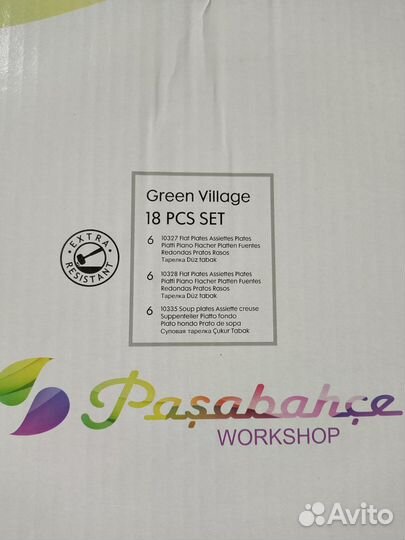 Green Village
18 PCS SET
EXTRA
RESISTANT
6 10327 Flat Plates Assiettes Plates
Piatti Piano Flacher Platten Fuentes
Redondas Pratos Rasos
Тарелка Düz tabak
6 10328 Flat Plates Assiettes Plates
Piatti Piano Flacher Platten Fuentes
Redondas Pratos Rasos
Тарелка Düz tabak
6 10335 Soup plates Assiette creuse
Suppenteller Piatto fondo
Plato hondo Prato de sopa
Суповая тарелка Çukur Tabak
Paşabahçe
WORKSHOP
Avito